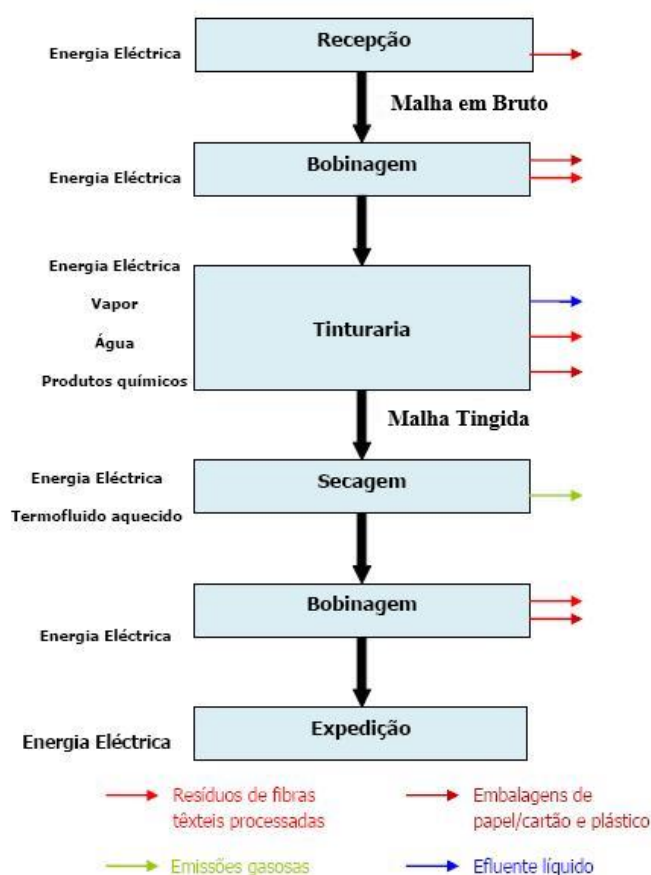 Recepção
Energia Eléctrica
Malha em Bruto
Bobinagem
Energia Eléctrica
Energia Eléctrica
Vapor
Água
Produtos químicos
Tinturaria
Malha Tingida
Energia Eléctrica
Termofluido aquecido
Secagem
Bobinagem
Energia Eléctrica
Expedição
Energia Eléctrica
Resíduos de fibras
têxteis processadas
Embalagens de
papel/cartão e plástico
Emissões gasosas
Efluente líquido